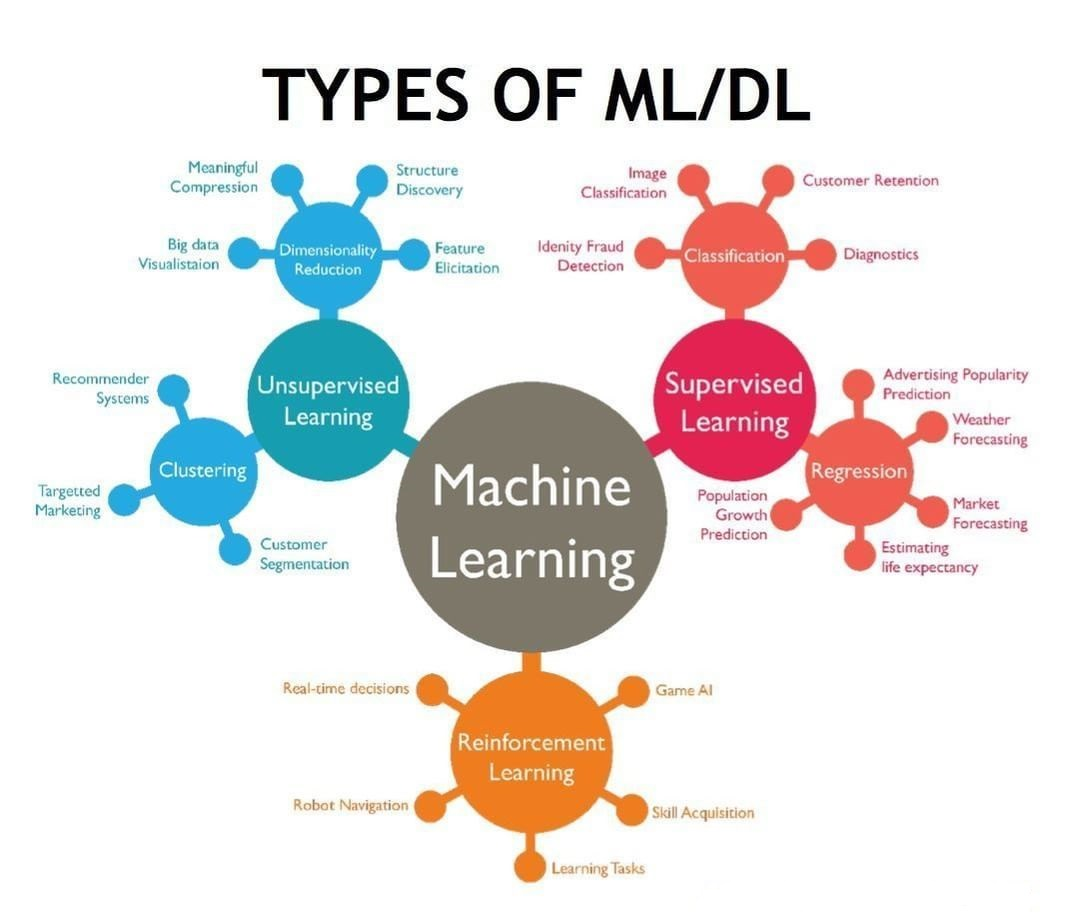 TYPES OF ML/DL
Meaningful
Compression
Structure
Discovery
Big data
Visualistaion
Dimensionality
Reduction
Feature
Elicitation
Image
Classification
Customer Retention
Idenity Fraud
Detection
Classification
Diagnostics
Unsupervised
Learning
Supervised
Learning
Recommender
Systems
Clustering
Targetted
Marketing
Customer
Segmentation
Machine
Learning
Advertising Popularity
Prediction
Weather
Forecasting
Regression
Population
Growth
Prediction
Market
Forecasting
Estimating
life expectancy
Real-time decisions
Game AI
Reinforcement
Learning
Robot Navigation
Skill Acquisition
Learning Tasks